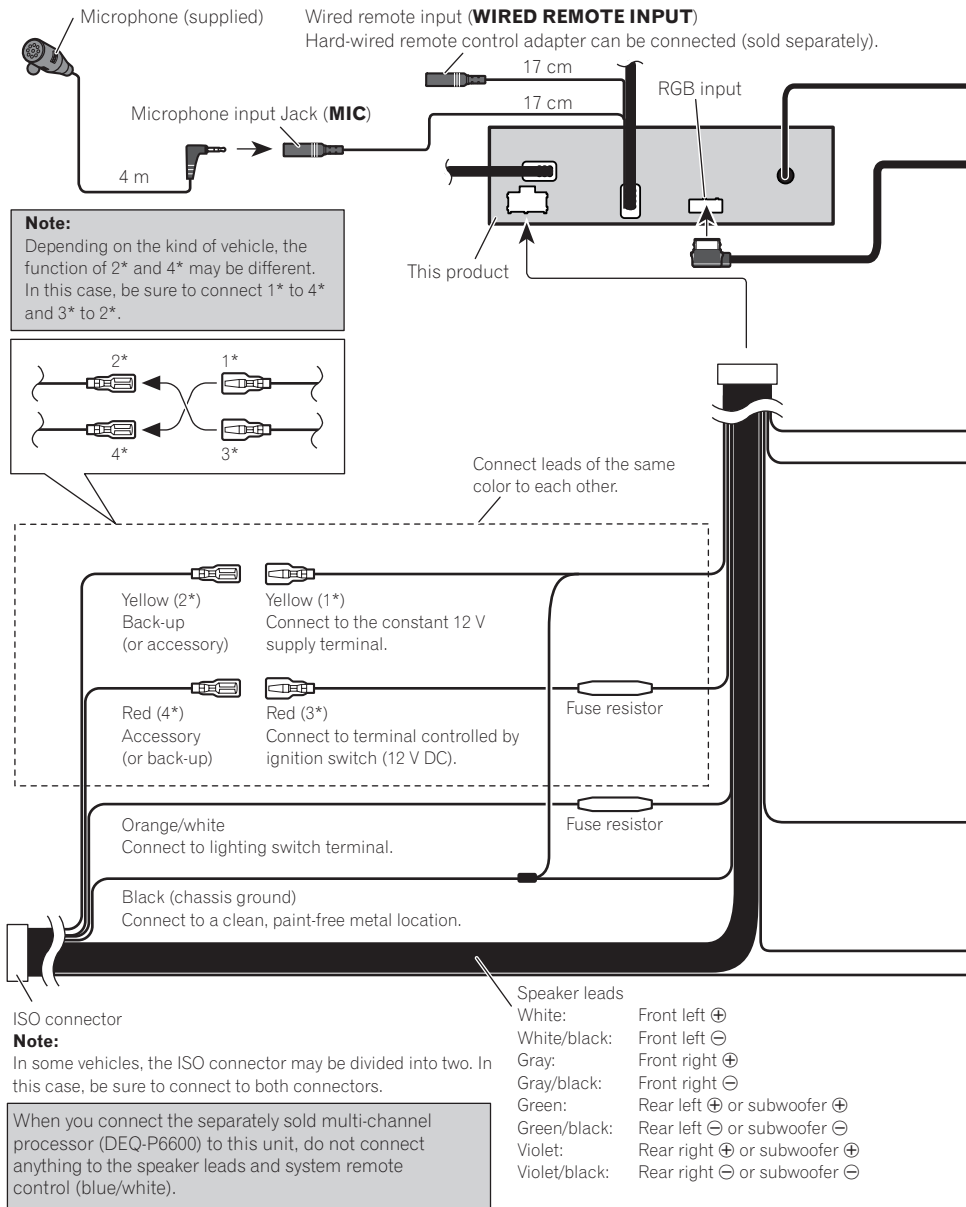 Microphone (supplied)
Wired remote input (WIRED REMOTE INPUT)
Hard-wired remote control adapter can be connected (sold separately).
17 cm
RGB input
17 cm
Microphone input Jack (MIC)
4 m
Note:
Depending on the kind of vehicle, the
function of 2* and 4* may be different.
In this case, be sure to connect 1* to 4*
and 3* to 2*.
This product
2*
1*
4*
3*
Connect leads of the same
color to each other.
Yellow (2*)
Back-up
(or accessory)
Yellow (1*)
Connect to the constant 12 V
supply terminal.
Red (4*)
Accessory
(or back-up)
Red (3*)
Connect to terminal controlled by
ignition switch (12 V DC).
Fuse resistor
Orange/white
Connect to lighting switch terminal.
Fuse resistor
Black (chassis ground)
Connect to a clean, paint-free metal location.
ISO connector
Note:
In some vehicles, the ISO connector may be divided into two. In
this case, be sure to connect to both connectors.
When you connect the separately sold multi-channel
processor (DEQ-P6600) to this unit, do not connect
anything to the speaker leads and system remote
control (blue/white).
Speaker leads
White: Front left ⊕
White/black: Front left ⊖
Gray: Front right ⊕
Gray/black: Front right ⊖
Green: Rear left ⊕ or subwoofer ⊕
Green/black: Rear left ⊖ or subwoofer ⊖
Violet: Rear right ⊕ or subwoofer ⊕
Violet/black: Rear right ⊖ or subwoofer ⊖